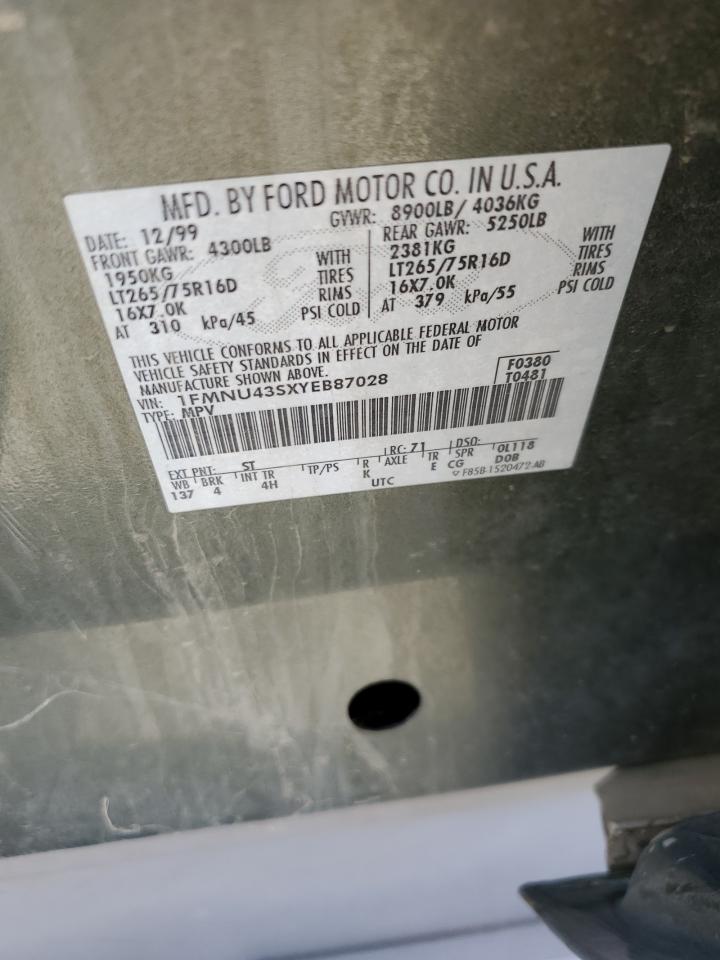 MFD. BY FORD MOTOR CO. IN U.S.A.
DATE: 12/99 GVWR: 8900LB/ 4036KG
FRONT GAWR: 4300LB REAR GAWR: 5250LB
1950KG WITH 2381KG WITH
LT265/75R16D TIRES LT265/75R16D TIRES
16X7.0K RIMS 16X7.0K RIMS
AT 310 kPa/45 PSI COLD AT 379 kPa/55 PSI COLD
THIS VEHICLE CONFORMS TO ALL APPLICABLE FEDERAL MOTOR
VEHICLE SAFETY STANDARDS IN EFFECT ON THE DATE OF
MANUFACTURE SHOWN ABOVE.
VIN: 1FMNU43SXYEB87028 F0380
TYPE: MPV T0481
EXT PNT: ST RC: 71 DSO:
WB BRK INT TR TP/PS R AXLE TR SPR OL118
137 4 4H K E CG DOB
UTC F85B-1520472-AB